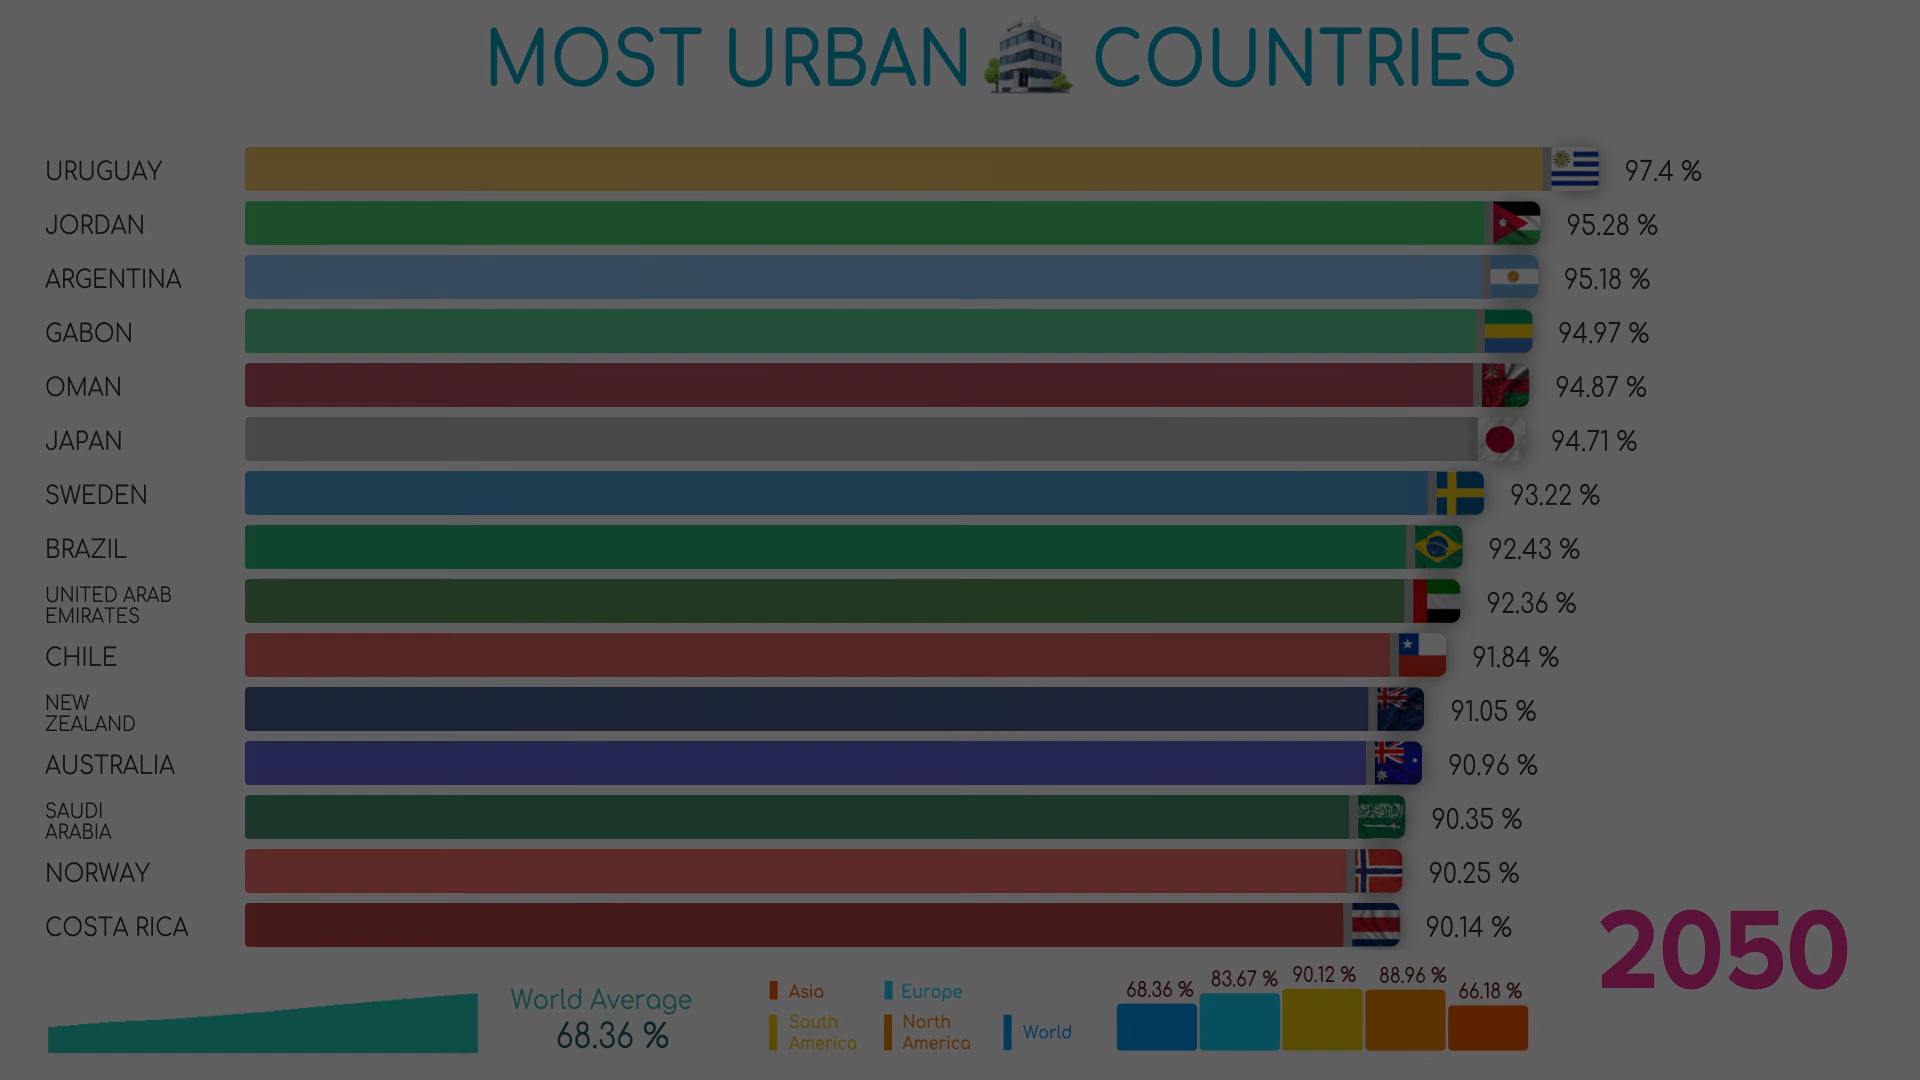 MOST URBAN COUNTRIES
URUGUAY 97.4 %
JORDAN 95.28 %
ARGENTINA 95.18 %
GABON 94.97 %
OMAN 94.87 %
JAPAN 94.71 %
SWEDEN 93.22 %
BRAZIL 92.43 %
UNITED ARAB
EMIRATES 92.36 %
CHILE 91.84 %
NEW
ZEALAND 91.05 %
AUSTRALIA 90.96 %
SAUDI
ARABIA 90.35 %
NORWAY 90.25 %
COSTA RICA 90.14 %
2050
World Average
68.36 %
Asia
Europe
South
America
North
America
World
68.36 % 83.67 % 90.12 % 88.96 % 66.18 %